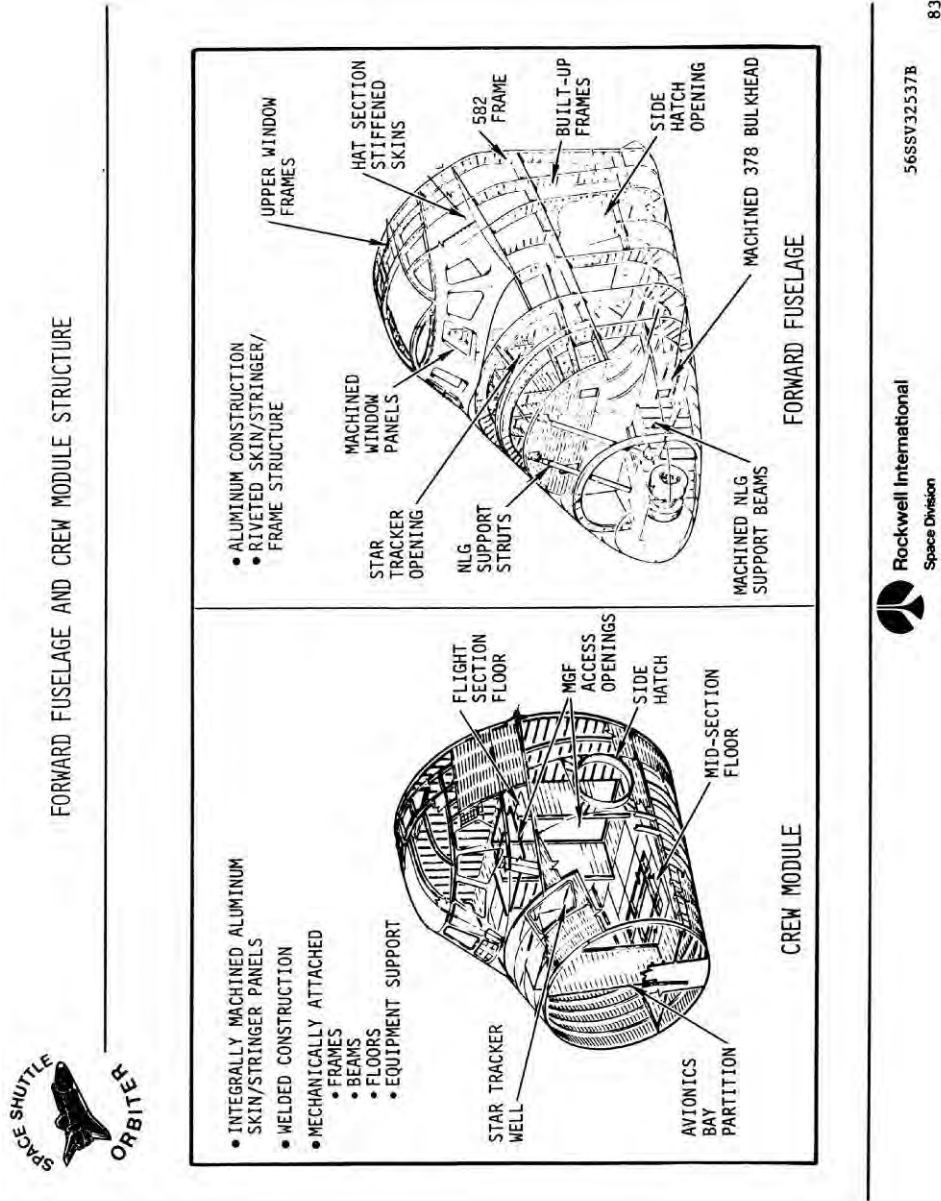 SPACE SHUTTLE
ORBITER
FORWARD FUSELAGE AND CREW MODULE STRUCTURE
• INTEGRALLY MACHINED ALUMINUM
SKIN/STRINGER PANELS
• WELDED CONSTRUCTION
• MECHANICALLY ATTACHED
• FRAMES
• BEAMS
• FLOORS
• EQUIPMENT SUPPORT
STAR TRACKER
WELL
AVIONICS
BAY
PARTITION
FLIGHT
SECTION
FLOOR
MGF
ACCESS
OPENINGS
SIDE
HATCH
MID-SECTION
FLOOR
CREW MODULE
• ALUMINUM CONSTRUCTION
• RIVETED SKIN/STRINGER/
FRAME STRUCTURE
UPPER WINDOW
FRAMES
HAT SECTION
STIFFENED
SKINS
582
FRAME
BUILT-UP
FRAMES
SIDE
HATCH
OPENING
MACHINED
WINDOW
PANELS
STAR
TRACKER
OPENING
NLG
SUPPORT
STRUTS
MACHINED NLG
SUPPORT BEAMS
MACHINED 378 BULKHEAD
FORWARD FUSELAGE
Rockwell International
Space Division
56SSV32537B
83